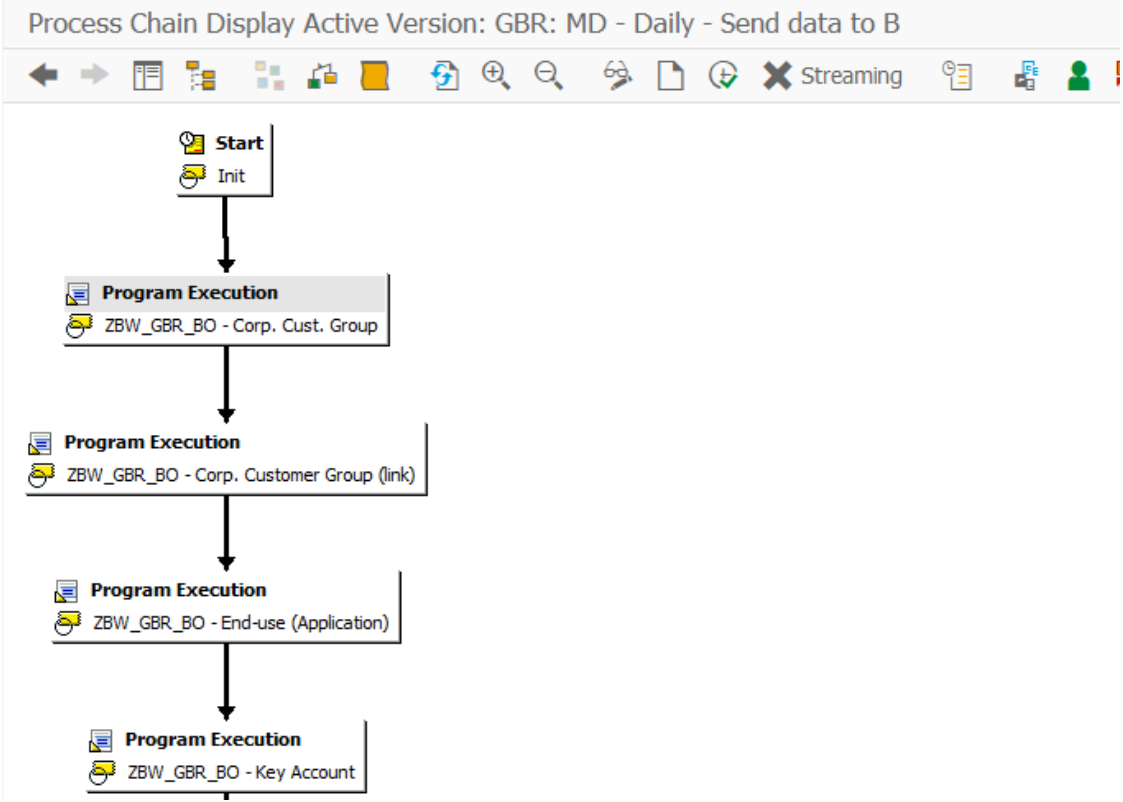 Process Chain Display Active Version: GBR: MD - Daily - Send data to B
Streaming
Start
Init
Program Execution
ZBW_GBR_BO - Corp. Cust. Group
Program Execution
ZBW_GBR_BO - Corp. Customer Group (link)
Program Execution
ZBW_GBR_BO - End-use (Application)
Program Execution
ZBW_GBR_BO - Key Account